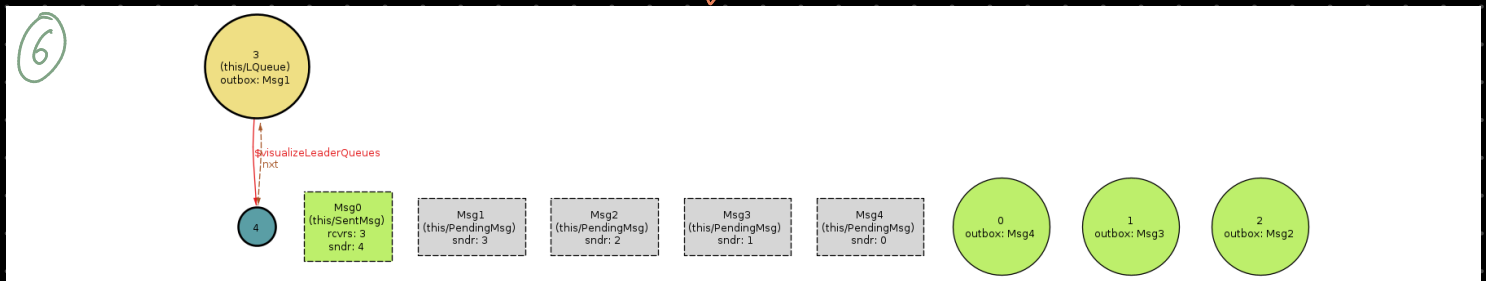 6
3
(this/LQueue)
outbox: Msg1
$visualizeLeaderQueues
nxt
4
Msg0
(this/SentMsg)
rcvrs: 3
sndr: 4
Msg1
(this/PendingMsg)
sndr: 3
Msg2
(this/PendingMsg)
sndr: 2
Msg3
(this/PendingMsg)
sndr: 1
Msg4
(this/PendingMsg)
sndr: 0
0
outbox: Msg4
1
outbox: Msg3
2
outbox: Msg2